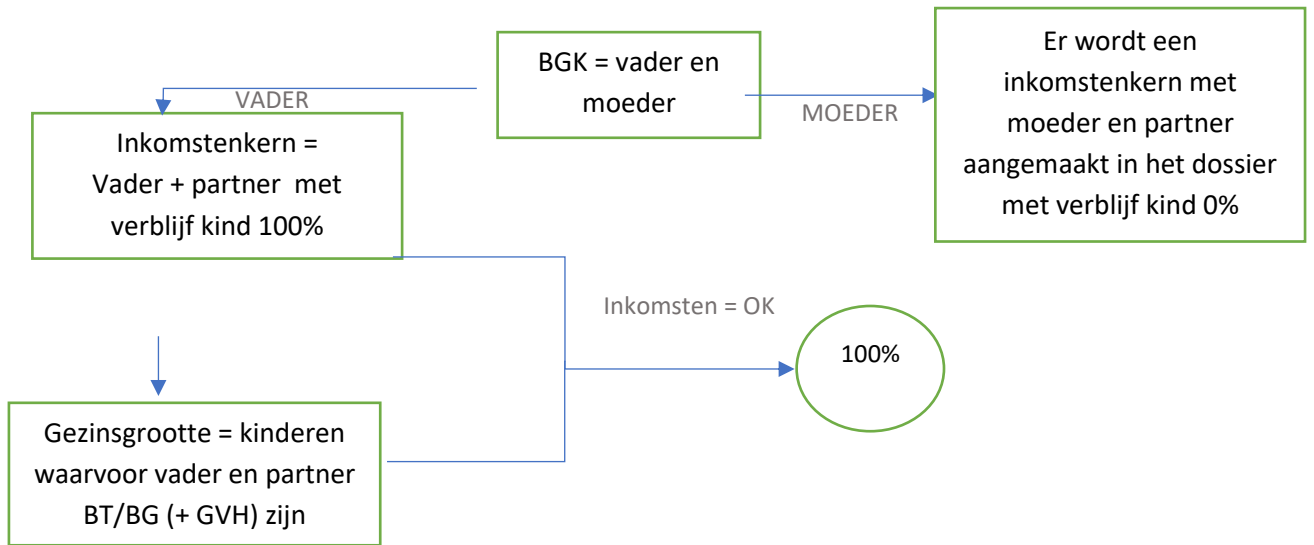 BGK = vader en
moeder
VADER
MOEDER
Er wordt een
inkomstenkern met
moeder en partner
aangemaakt in het dossier
met verblijf kind 0%
Inkomstenkern =
Vader + partner met
verblijf kind 100%
Inkomsten = OK
100%
Gezinsgrootte = kinderen
waarvoor vader en partner
BT/BG (+ GVH) zijn